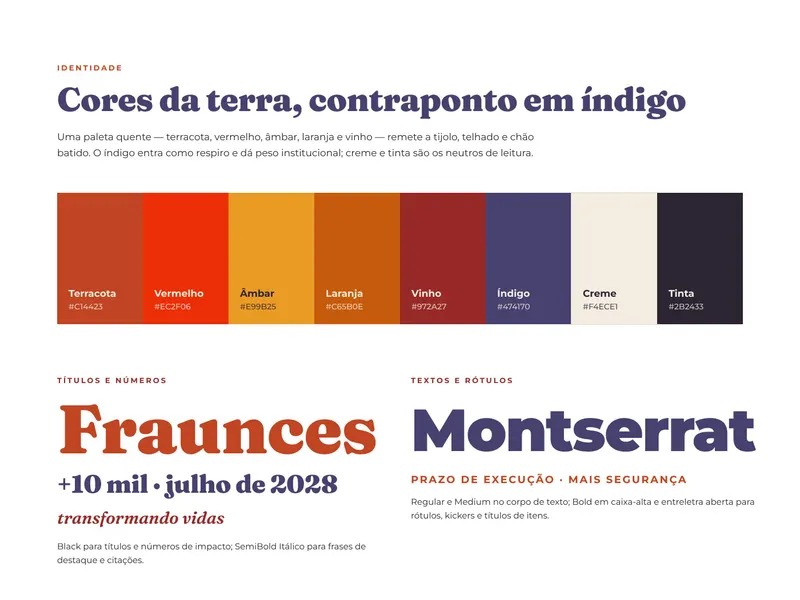 IDENTIDADE
Cores da terra, contraponto em índigo
Uma paleta quente — terracota, vermelho, âmbar, laranja e vinho — remete a tijolo, telhado e chão
batido. O índigo entra como respiro e dá peso institucional; creme e tinta são os neutros de leitura.
Terracota
#C14423
Vermelho
#EC2F06
Âmbar
#E99B25
Laranja
#C65B0E
Vinho
#972A27
Índigo
#474170
Creme
#F4ECE1
Tinta
#2B2433
TÍTULOS E NÚMEROS
Fraunces
+10 mil • julho de 2028
transformando vidas
Black para títulos e números de impacto; SemiBold Itálico para frases de
destaque e citações.
TEXTOS E RÓTULOS
Montserrat
PRAZO DE EXECUÇÃO · MAIS SEGURANÇA
Regular e Medium no corpo de texto; Bold em caixa-alta e entreletra aberta para
rótulos, kickers e títulos de itens.